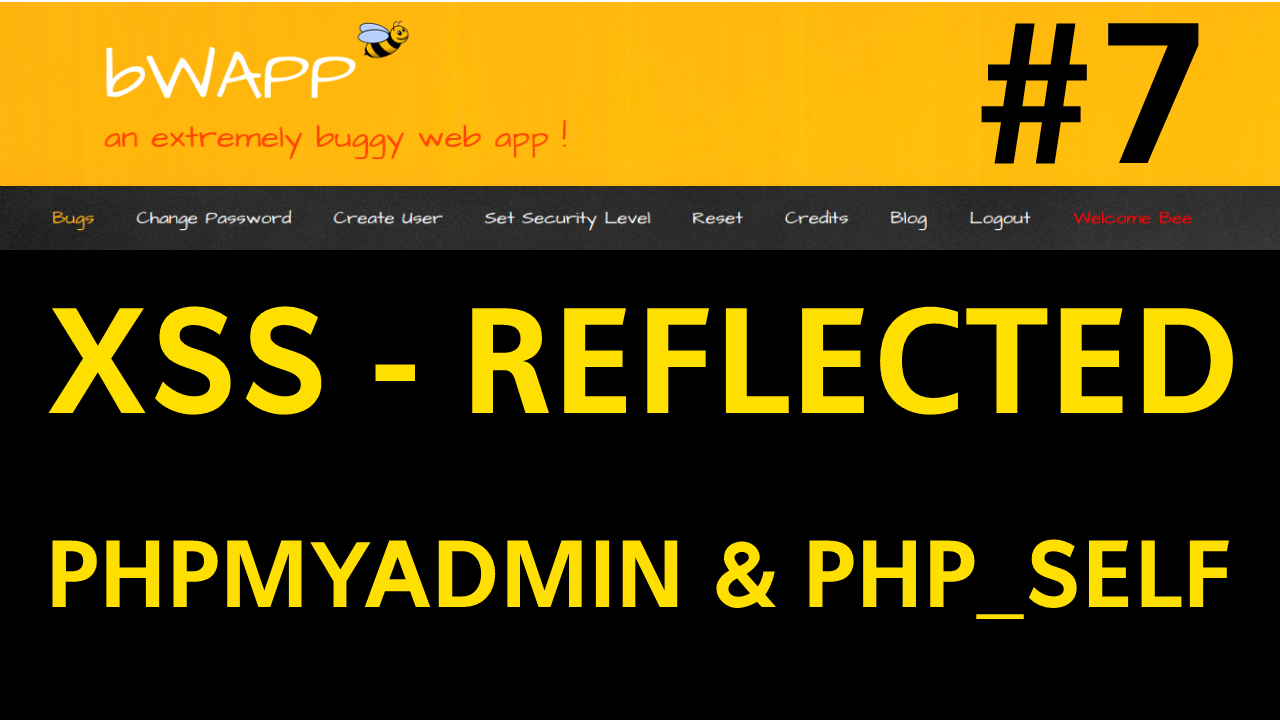 bWAPP
#7
an extremely buggy web app !
Bugs Change Password Create User Set Security Level Reset Credits Blog Logout Welcome Bee
XSS - REFLECTED
PHPMYADMIN & PHP_SELF